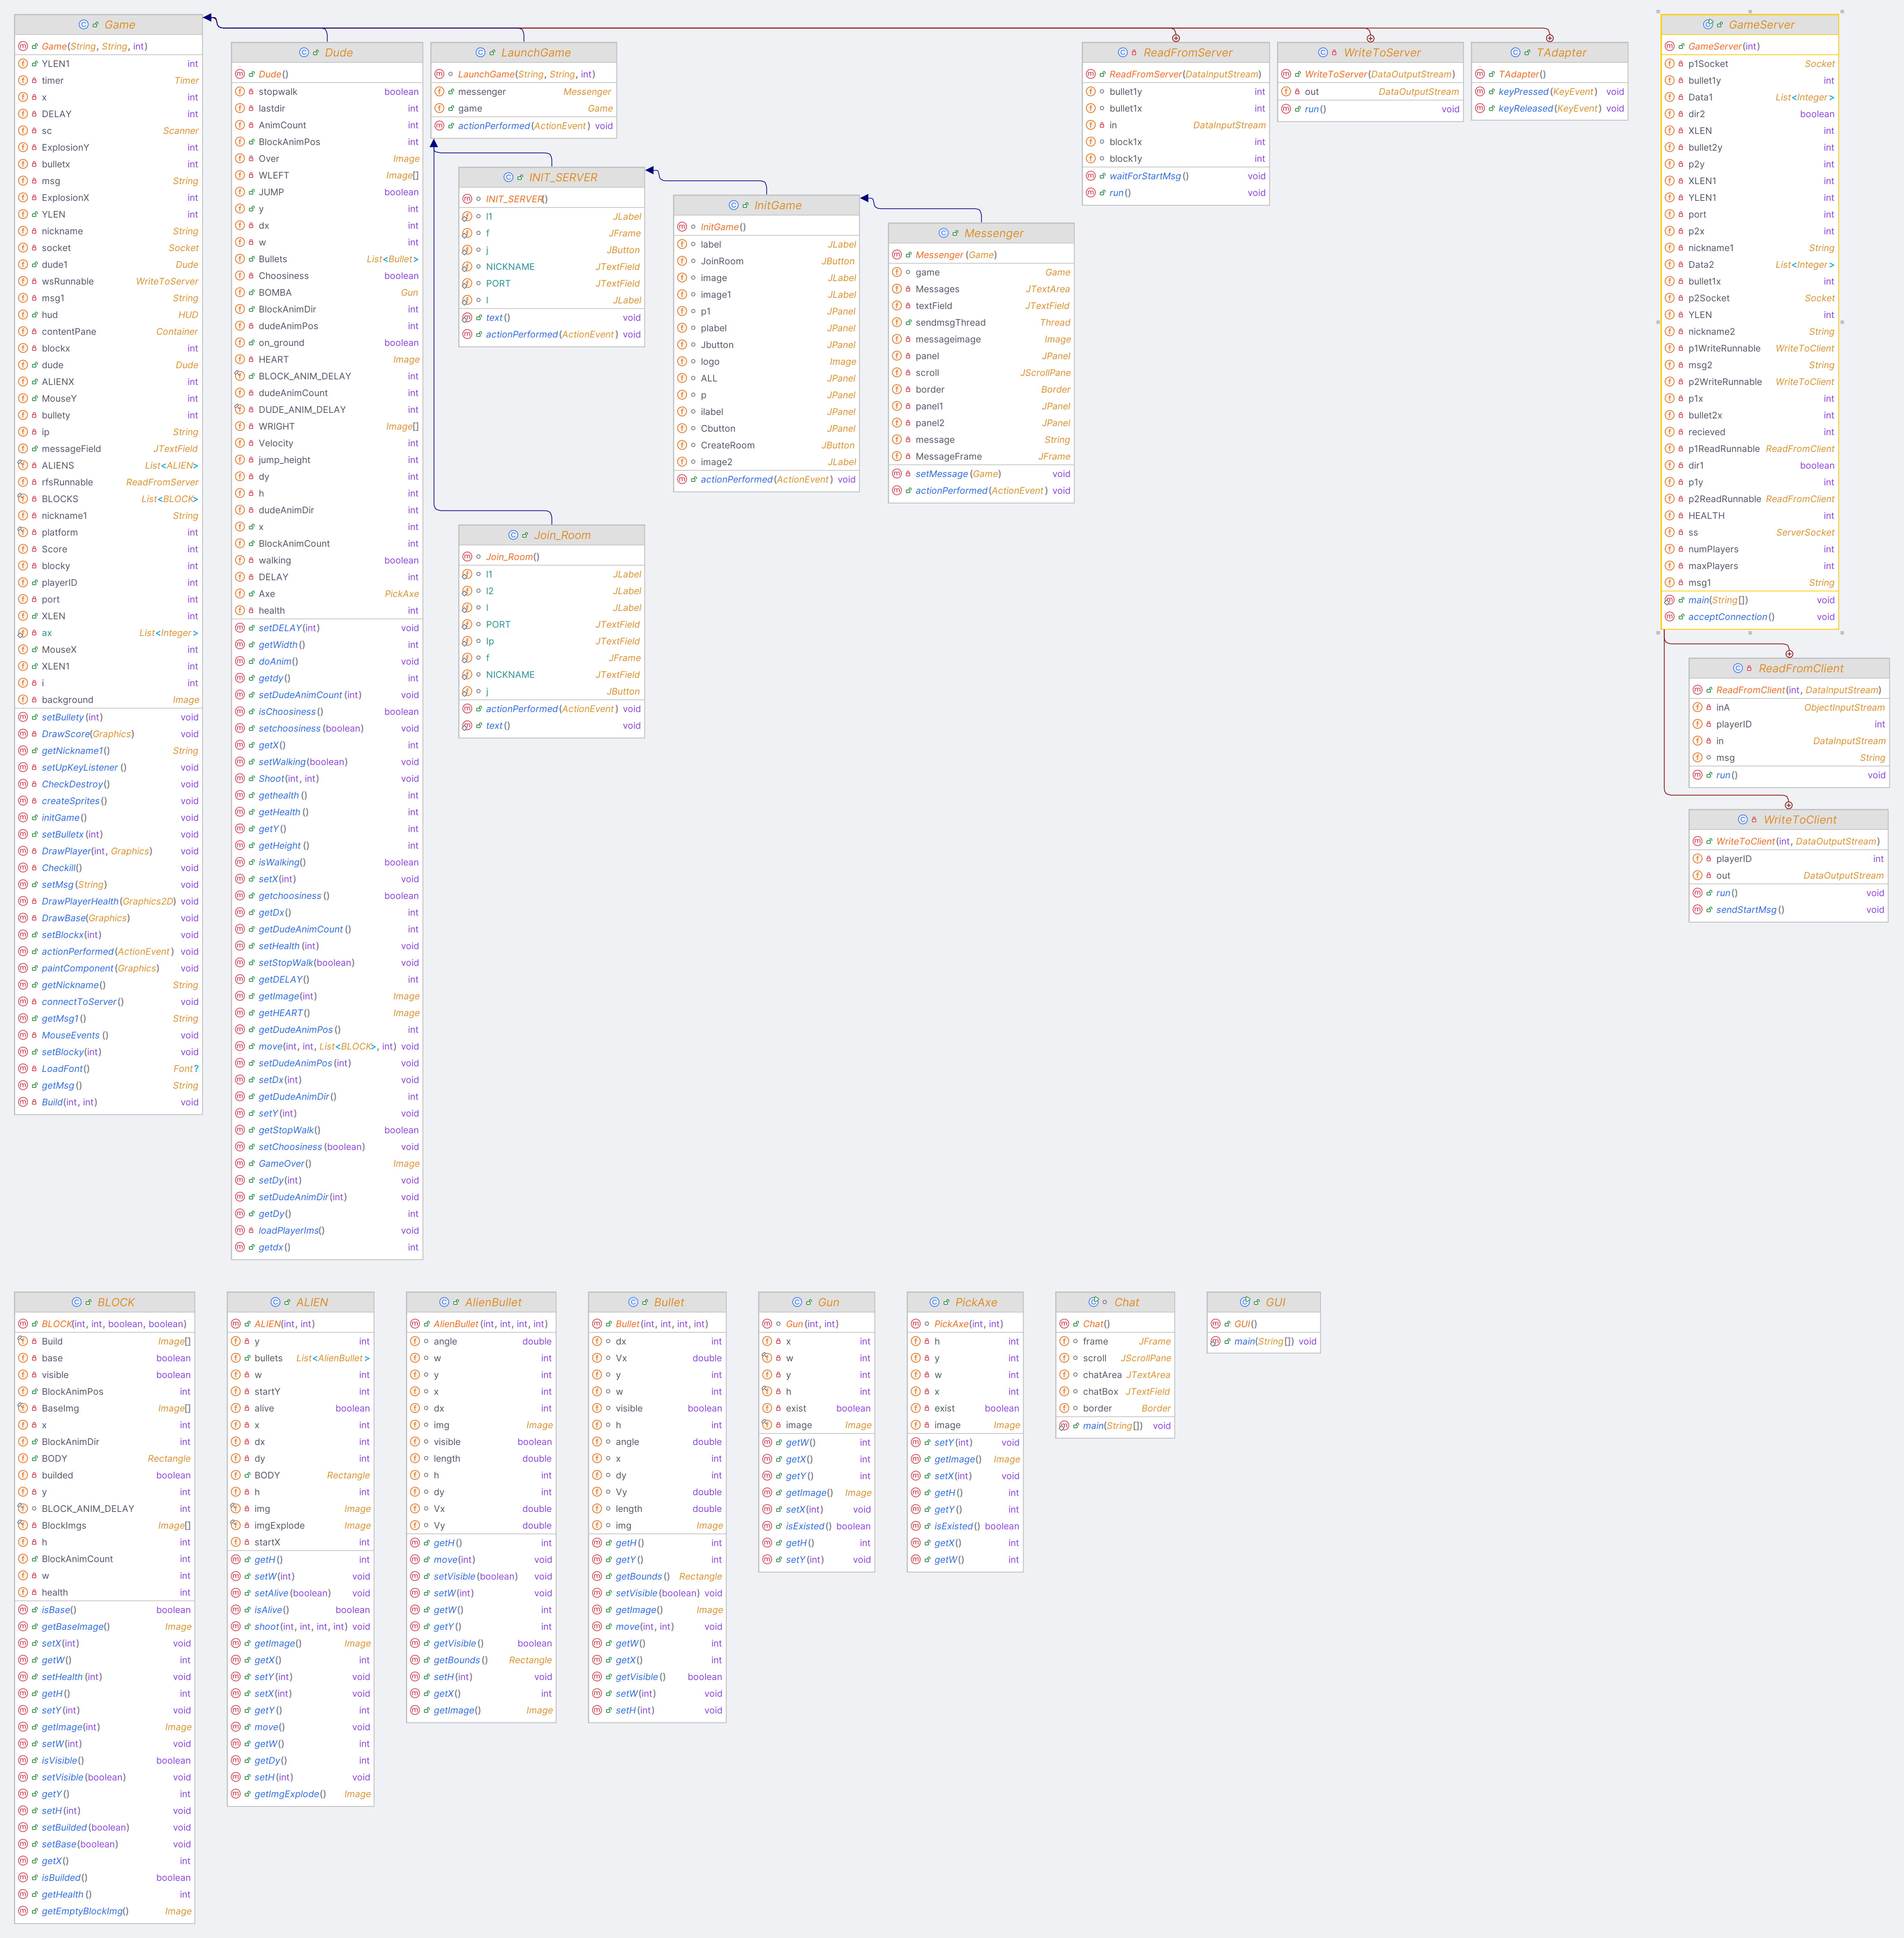 Game
Game(String, String, int)
YLEN1 int
timer Timer
x int
DELAY int
sc Scanner
ExplosionY int
bulletx int
msg String
ExplosionX int
YLEN int
nickname String
socket Socket
dude1 Dude
wsRunnable WriteToServer
msg1 String
hud HUD
contentPane Container
blockx int
dude Dude
ALIENX int
MouseY int
bullety int
ip String
messageField JTextField
ALIENS List<ALIEN>
rfsRunnable ReadFromServer
BLOCKS List<BLOCK>
nickname1 String
platform int
Score int
blocky int
playerID int
port int
XLEN int
ax List<Integer>
MouseX int
XLEN1 int
i int
background Image
setBullety(int) void
DrawScore(Graphics) void
getNickname1() String
setUpKeyListener() void
CheckDestroy() void
createSprites() void
initGame() void
setBulletx(int) void
DrawPlayer(int, Graphics) void
Checkill() void
setMsg(String) void
DrawPlayerHealth(Graphics2D) void
DrawBase(Graphics) void
setBlockx(int) void
actionPerformed(ActionEvent) void
paintComponent(Graphics) void
getNickname() String
connectToServer() void
getMsg1() String
MouseEvents() void
setBlocky(int) void
LoadFont() Font?
getMsg() String
Build(int, int) void
Dude
Dude()
stopwalk boolean
lastdir int
AnimCount int
BlockAnimPos int
Over Image
WLEFT Image[]
JUMP boolean
y int
dx int
w int
Bullets List<Bullet>
Choosiness boolean
BOMBA Gun
BlockAnimDir int
dudeAnimPos int
on_ground boolean
HEART Image
BLOCK_ANIM_DELAY int
dudeAnimCount int
DUDE_ANIM_DELAY int
WRIGHT Image[]
Velocity int
jump_height int
dy int
h int
dudeAnimDir int
x int
BlockAnimCount int
walking boolean
DELAY int
Axe PickAxe
health int
setDELAY(int) void
getWidth() int
doAnim() void
getdy() int
setDudeAnimCount(int) void
isChoosiness() boolean
setchoosiness(boolean) void
getX() int
setWalking(boolean) void
Shoot(int, int) void
gethealth() int
getHealth() int
getY() int
getHeight() int
isWalking() boolean
setX(int) void
getchoosiness() boolean
getDx() int
getDudeAnimCount() int
setHealth(int) void
setStopWalk(boolean) void
getDELAY() int
getImage(int) Image
getHEART() Image
getDudeAnimPos() int
move(int, int, List<BLOCK>, int) void
setDudeAnimPos(int) void
setDx(int) void
getDudeAnimDir() int
setY(int) void
getStopWalk() boolean
setChoosiness(boolean) void
GameOver() Image
setDy(int) void
setDudeAnimDir(int) void
getDy() int
loadPlayerIms() void
getdx() int
LaunchGame
LaunchGame(String, String, int)
messenger Messenger
game Game
actionPerformed(ActionEvent) void
INIT_SERVER
INIT_SERVER()
l1 JLabel
f JFrame
j JButton
NICKNAME JTextField
PORT JTextField
l JLabel
text() void
actionPerformed(ActionEvent) void
Join_Room
Join_Room()
l1 JLabel
l2 JLabel
l JLabel
PORT JTextField
Ip JTextField
f JFrame
NICKNAME JTextField
j JButton
actionPerformed(ActionEvent) void
text() void
InitGame
InitGame()
label JLabel
JoinRoom JButton
image JLabel
image1 JLabel
p1 JPanel
plabel JPanel
Jbutton JPanel
logo Image
ALL JPanel
p JPanel
ilabel JPanel
Cbutton JPanel
CreateRoom JButton
image2 JLabel
actionPerformed(ActionEvent) void
Messenger
Messenger(Game)
game Game
Messages JTextArea
textField JTextField
sendmsgThread Thread
messageimage Image
panel JPanel
scroll JScrollPane
border Border
panel1 JPanel
panel2 JPanel
message String
MessageFrame JFrame
setMessage(Game) void
actionPerformed(ActionEvent) void
ReadFromServer
ReadFromServer(DataInputStream)
bullet1y int
bullet1x int
in DataInputStream
block1x int
block1y int
waitForStartMsg() void
run() void
WriteToServer
WriteToServer(DataOutputStream)
out DataOutputStream
run() void
TAdapter
TAdapter()
keyPressed(KeyEvent) void
keyReleased(KeyEvent) void
GameServer
GameServer(int)
p1Socket Socket
bullet1y int
Data1 List<Integer>
dir2 boolean
XLEN int
bullet2y int
p2y int
XLEN1 int
YLEN1 int
port int
p2x int
nickname1 String
Data2 List<Integer>
bullet1x int
p2Socket Socket
YLEN int
nickname2 String
p1WriteRunnable WriteToClient
msg2 String
p2WriteRunnable WriteToClient
p1x int
bullet2x int
recieved int
p1ReadRunnable ReadFromClient
dir1 boolean
p1y int
p2ReadRunnable ReadFromClient
HEALTH int
ss ServerSocket
numPlayers int
maxPlayers int
msg1 String
main(String[]) void
acceptConnection() void
ReadFromClient
ReadFromClient(int, DataInputStream)
inA ObjectInputStream
playerID int
in DataInputStream
msg String
run() void
WriteToClient
WriteToClient(int, DataOutputStream)
playerID int
out DataOutputStream
run() void
sendStartMsg() void
BLOCK
BLOCK(int, int, boolean, boolean)
Build Image[]
base boolean
visible boolean
BlockAnimPos int
BaseImg Image[]
x int
BlockAnimDir int
BODY Rectangle
builded boolean
y int
BLOCK_ANIM_DELAY int
BlockImgs Image[]
h int
BlockAnimCount int
w int
health int
isBase() boolean
getBaseImage() Image
setX(int) void
getW() int
setHealth(int) void
getH() int
setY(int) void
getImage(int) Image
setW(int) void
isVisible() boolean
setVisible(boolean) void
getY() int
setH(int) void
setBuilded(boolean) void
setBase(boolean) void
getX() int
isBuilded() boolean
getHealth() int
getEmptyBlockImg() Image
ALIEN
ALIEN(int, int)
y int
bullets List<AlienBullet>
w int
startY int
alive boolean
x int
dx int
dy int
BODY Rectangle
h int
img Image
imgExplode Image
startX int
getH() int
setW(int) void
setAlive(boolean) void
isAlive() boolean
shoot(int, int, int, int) void
getImage() Image
getX() int
setY(int) void
setX(int) void
getY() int
move() void
getW() int
getDy() int
setH(int) void
getImgExplode() Image
AlienBullet
AlienBullet(int, int, int, int)
angle double
w int
y int
x int
dx int
img Image
visible boolean
length double
h int
dy int
Vx double
Vy double
getH() int
move(int) void
setVisible(boolean) void
setW(int) void
getW() int
getY() int
getVisible() boolean
getBounds() Rectangle
setH(int) void
getX() int
getImage() Image
Bullet
Bullet(int, int, int, int)
dx int
Vx double
y int
w int
visible boolean
h int
angle double
x int
dy int
Vy double
length double
img Image
getH() int
getY() int
getBounds() Rectangle
setVisible(boolean) void
getImage() Image
move(int, int) void
getW() int
getX() int
getVisible() boolean
setW(int) void
setH(int) void
Gun
Gun(int, int)
x int
w int
y int
h int
exist boolean
image Image
getW() int
getX() int
getY() int
getImage() Image
setX(int) void
isExisted() boolean
getH() int
setY(int) void
PickAxe
PickAxe(int, int)
h int
y int
w int
x int
exist boolean
image Image
setY(int) void
getImage() Image
setX(int) void
getH() int
getY() int
isExisted() boolean
getX() int
getW() int
Chat
Chat()
frame JFrame
scroll JScrollPane
chatArea JTextArea
chatBox JTextField
border Border
main(String[]) void
GUI
GUI()
main(String[]) void